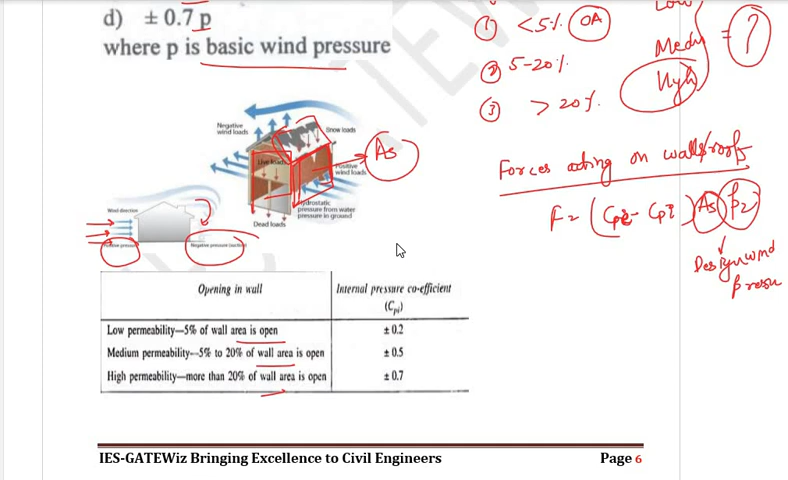 d) ± 0.7 p
where p is basic wind pressure
① <5% OA
② 5-20%
③ > 20%
Low
Medu
High
= ?
Forces acting on walls/roofs
F = (Cpe - Cpi) As Pz
Design wind
pressu
As
Negative
wind loads
Snow loads
Live loads
Positive
wind loads
Hydrostatic
pressure from water
pressure in ground
Dead loads
Wind direction
Positive pressure
Negative pressure (suction)
Opening in wall
Internal pressure co-efficient
(Cpi)
Low permeability—5% of wall area is open ± 0.2
Medium permeability—5% to 20% of wall area is open ± 0.5
High permeability—more than 20% of wall area is open ± 0.7
IES-GATEWiz Bringing Excellence to Civil Engineers Page 6